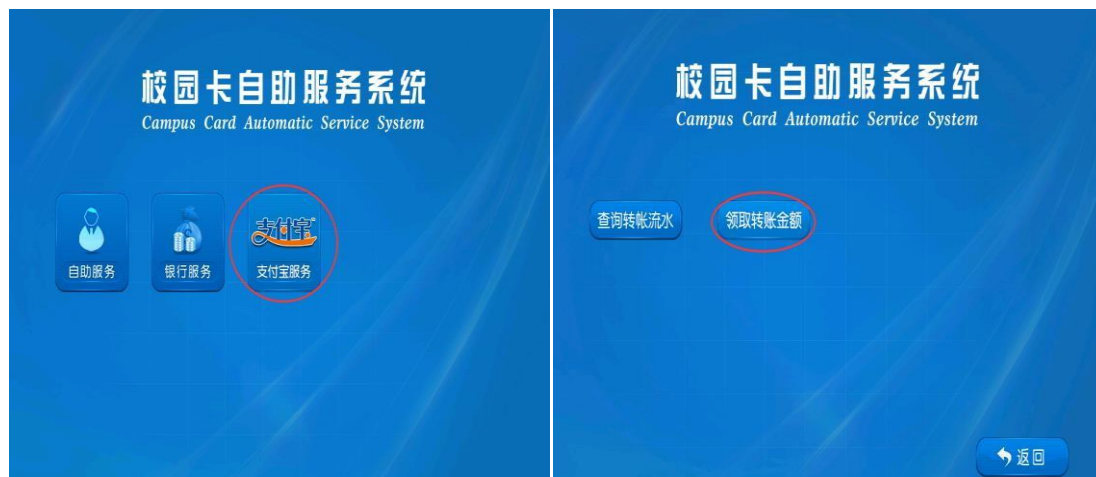 校园卡自助服务系统
Campus Card Automatic Service System
支付宝
自助服务
银行服务
支付宝服务
校园卡自助服务系统
Campus Card Automatic Service System
查询转帐流水
领取转账金额
返回